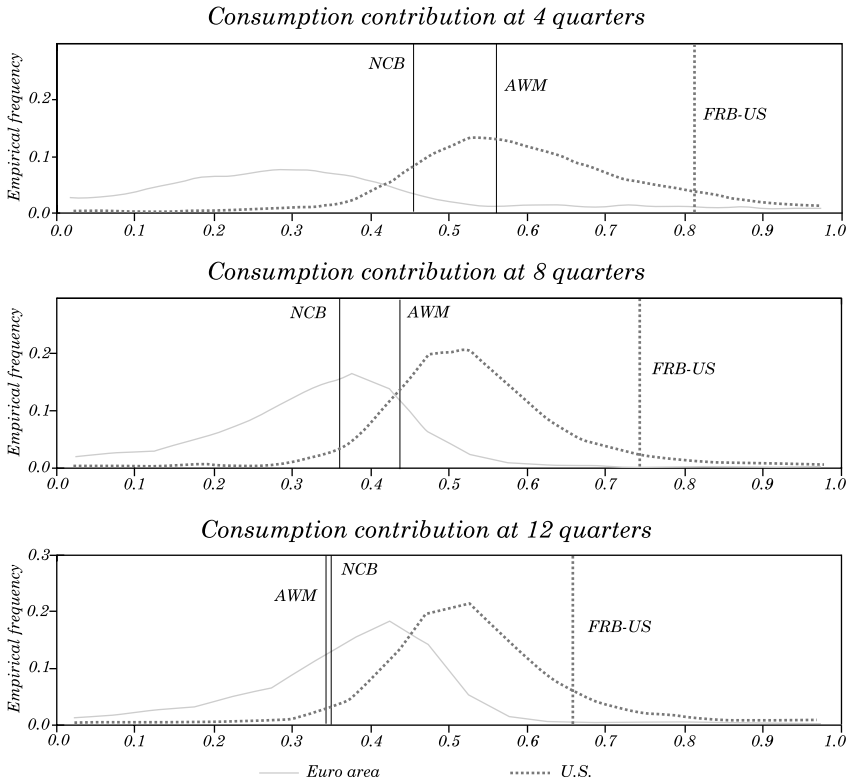 Consumption contribution at 4 quarters
Empirical frequency
NCB
AWM
FRB-US
0.2
0.1
0.0
0.0 0.1 0.2 0.3 0.4 0.5 0.6 0.7 0.8 0.9 1.0
Consumption contribution at 8 quarters
Empirical frequency
NCB
AWM
FRB-US
0.2
0.1
0.0
0.0 0.1 0.2 0.3 0.4 0.5 0.6 0.7 0.8 0.9 1.0
Consumption contribution at 12 quarters
Empirical frequency
AWM
NCB
FRB-US
0.3
0.2
0.1
0.0
0.0 0.1 0.2 0.3 0.4 0.5 0.6 0.7 0.8 0.9 1.0
Euro area U.S.